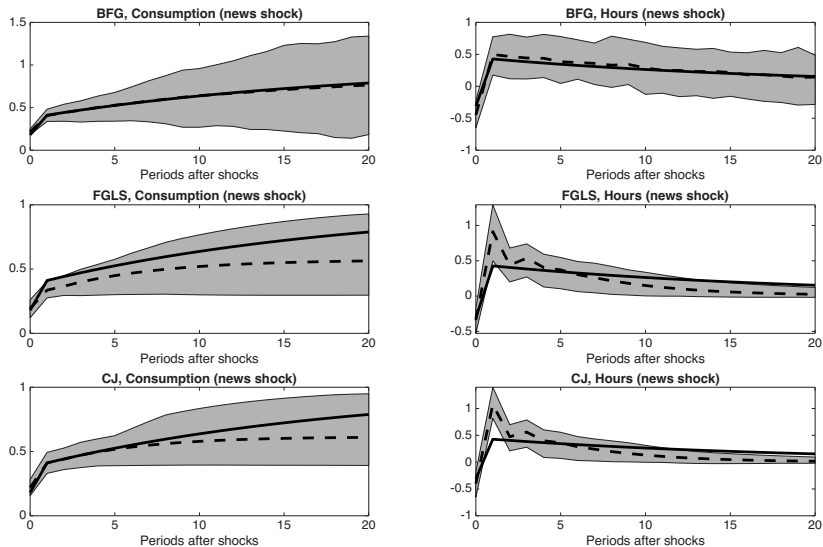 BFG, Consumption (news shock)
1.5
1
0.5
0
0 5 10 15 20
Periods after shocks
BFG, Hours (news shock)
1
0.5
0
-0.5
-1
0 5 10 15 20
Periods after shocks
FGLS, Consumption (news shock)
1
0.5
0
0 5 10 15 20
Periods after shocks
FGLS, Hours (news shock)
1
0.5
0
-0.5
0 5 10 15 20
Periods after shocks
CJ, Consumption (news shock)
1
0.5
0
0 5 10 15 20
Periods after shocks
CJ, Hours (news shock)
1
0.5
0
-0.5
-1
0 5 10 15 20
Periods after shocks